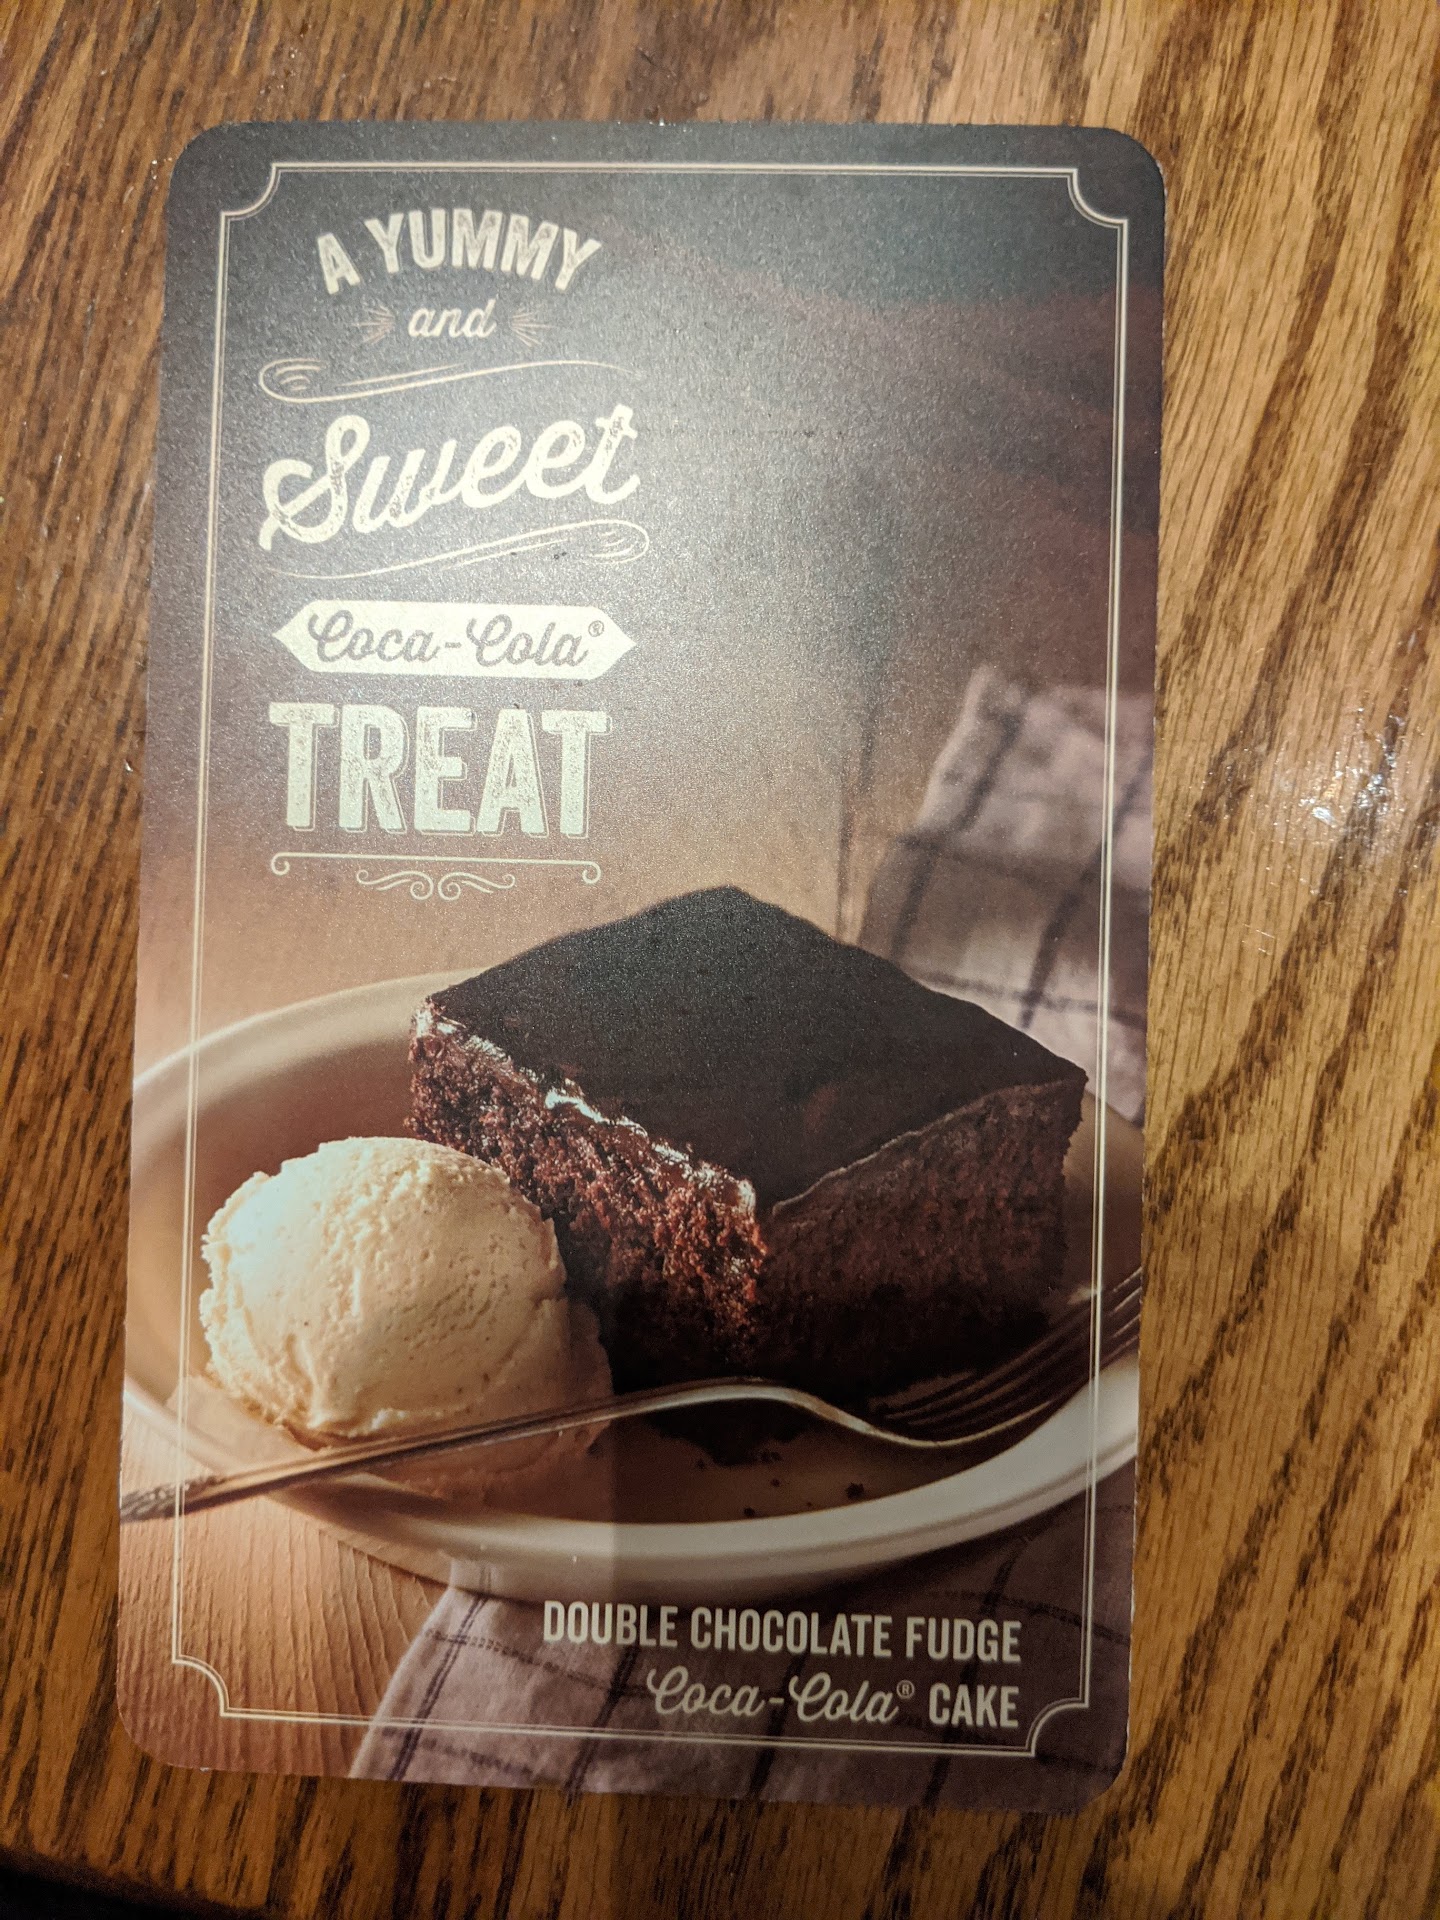 A YUMMY
and
Sweet
Coca-Cola®
TREAT
DOUBLE CHOCOLATE FUDGE
Coca-Cola® CAKE